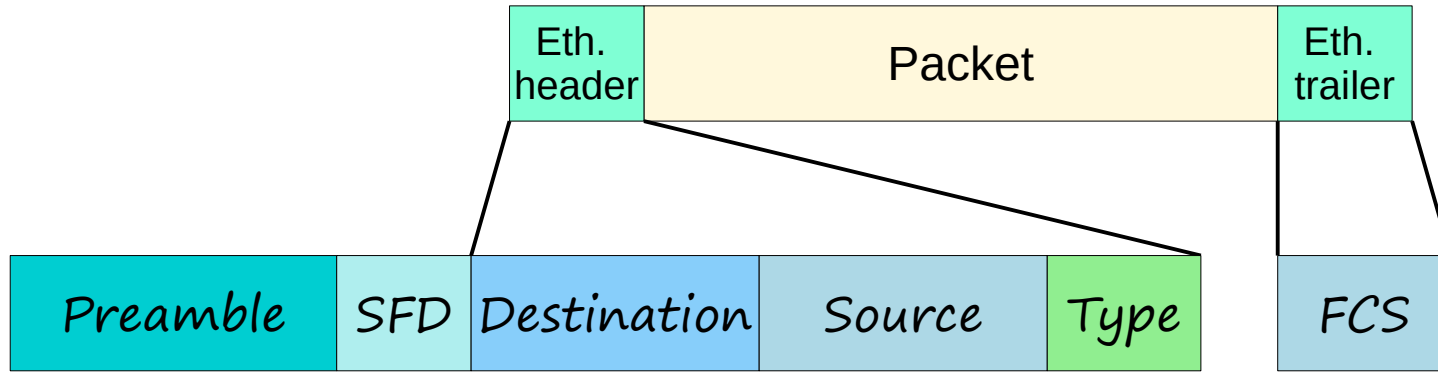 Eth.
header
Packet
Eth.
trailer
Preamble
SFD
Destination
Source
Type
FCS